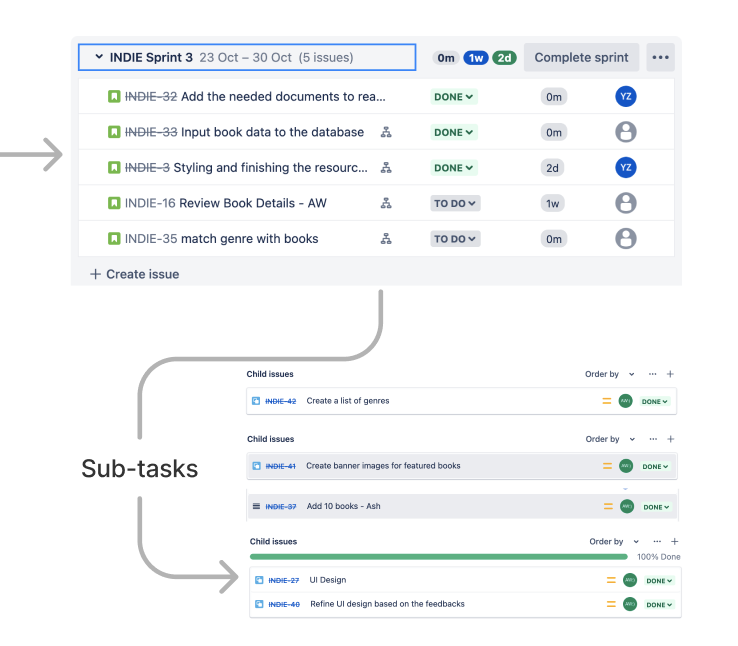 INDIE Sprint 3 23 Oct – 30 Oct (5 issues) 0m 1w 2d Complete sprint
INDIE-32 Add the needed documents to rea... DONE 0m YZ
INDIE-33 Input book data to the database DONE 0m
INDIE-3 Styling and finishing the resourc... DONE 2d YZ
INDIE-16 Review Book Details - AW TO DO 1w
INDIE-35 match genre with books TO DO 0m
+ Create issue
Sub-tasks
Child issues Order by
INDIE-42 Create a list of genres DONE
Child issues Order by
INDIE-41 Create banner images for featured books DONE
INDIE-37 Add 10 books - Ash DONE
Child issues Order by
100% Done
INDIE-27 UI Design DONE
INDIE-40 Refine UI design based on the feedbacks DONE